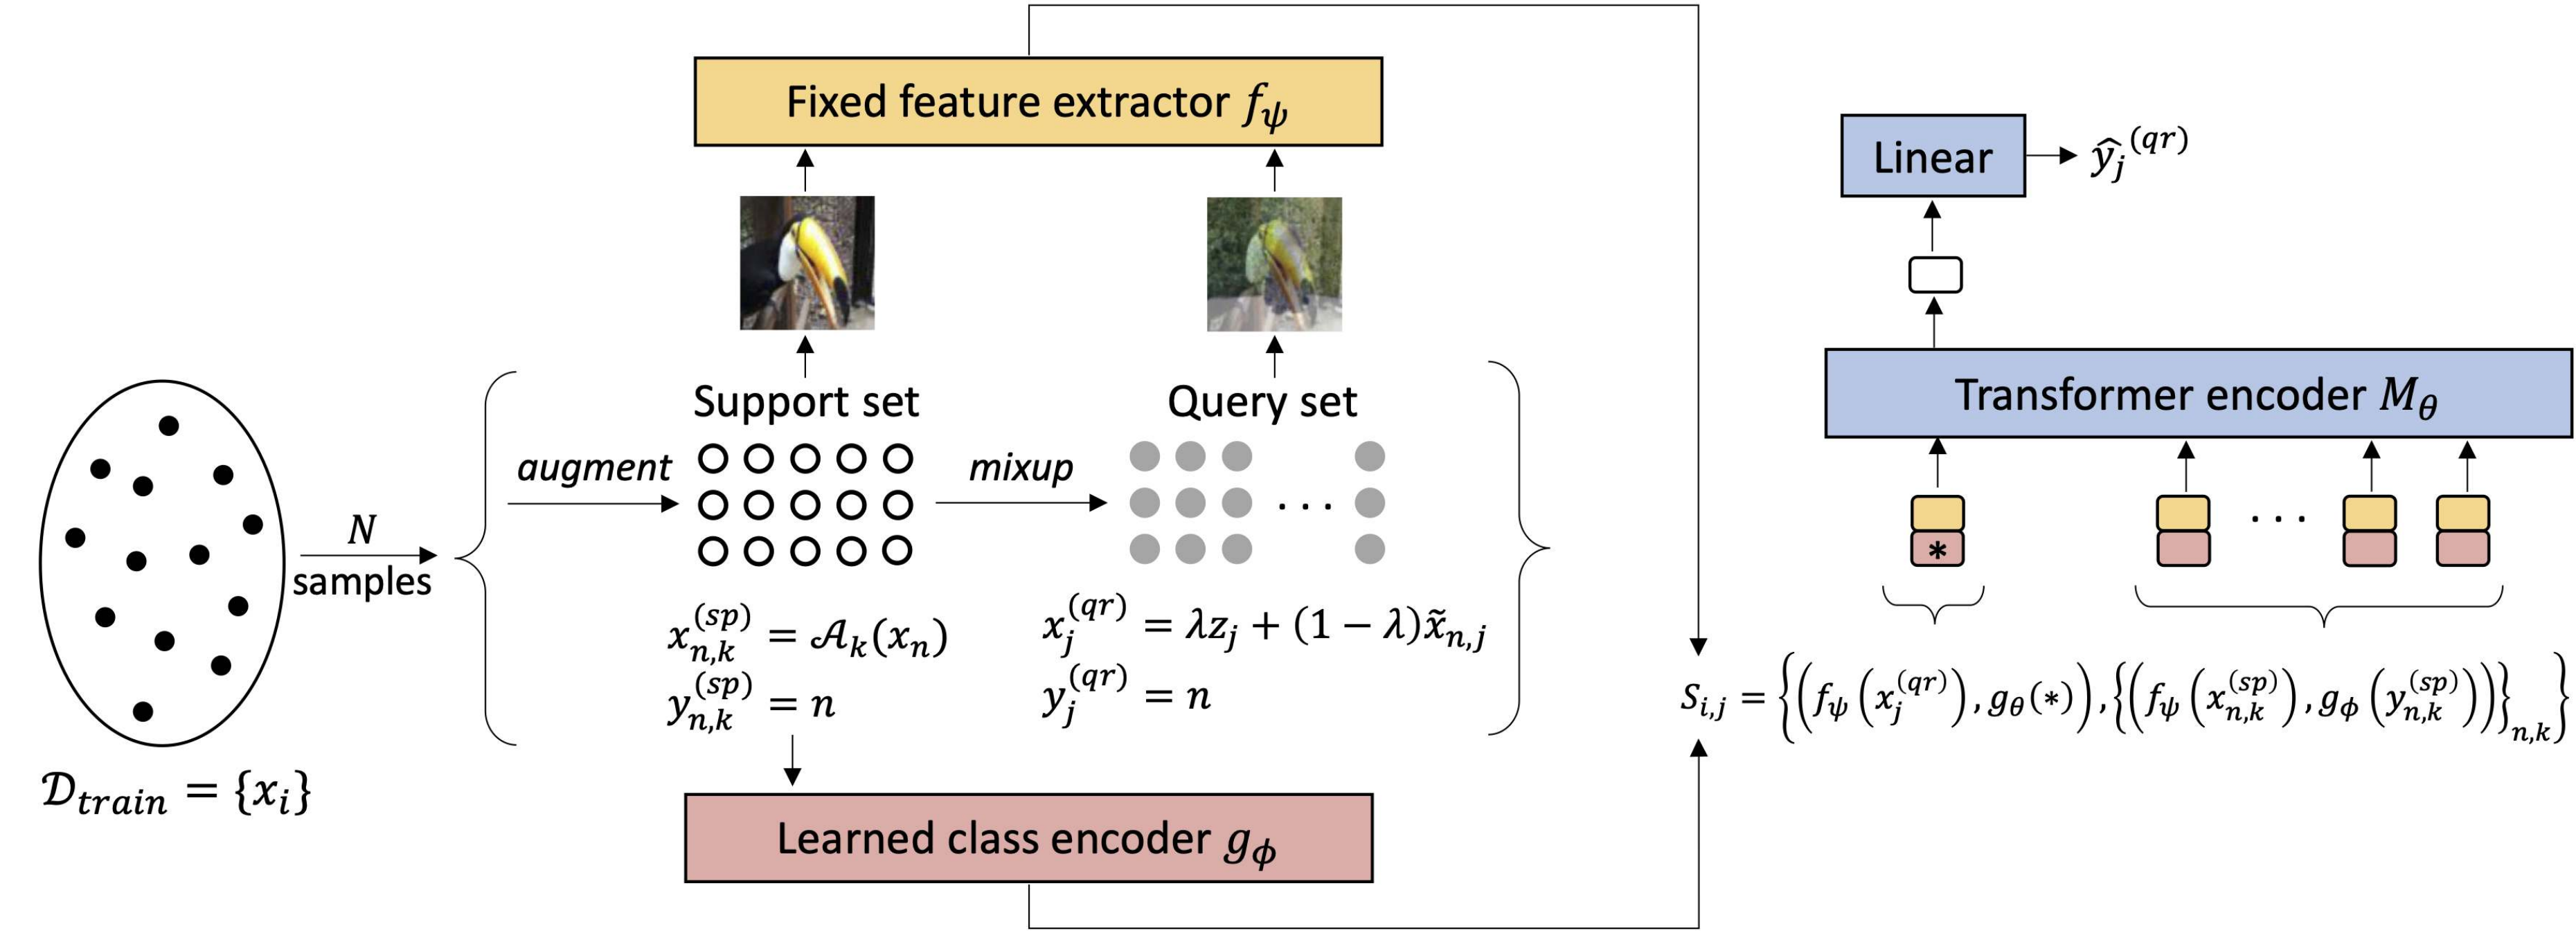 Fixed feature extractor f_ψ
Linear
ŷ_j^(qr)
Support set
Query set
Transformer encoder M_θ
augment
mixup
. . .
. . .
*
N
samples
x_{n,k}^(sp) = 𝒜_k(x_n)
x_j^(qr) = λz_j + (1 − λ)x̃_{n,j}
y_{n,k}^(sp) = n
y_j^(qr) = n
S_{i,j} = {(f_ψ(x_j^(qr)), g_θ(*)), {(f_ψ(x_{n,k}^(sp)), g_ϕ(y_{n,k}^(sp)))}_{n,k}}
𝒟_train = {x_i}
Learned class encoder g_ϕ